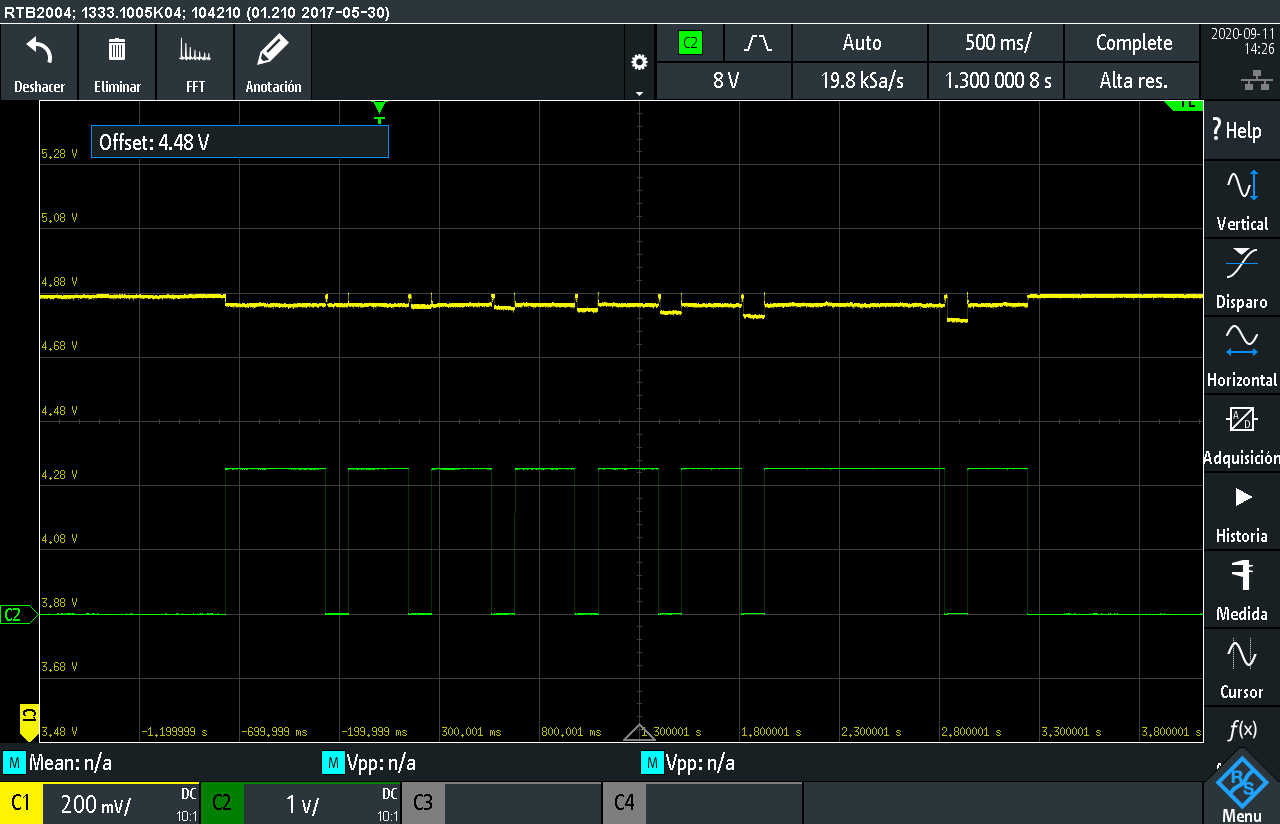 RTB2004; 1333.1005K04; 104210 (01.210 2017-05-30)
Deshacer
Eliminar
FFT
Anotación
C2
Auto
500 ms/
Complete
8 V
19.8 kSa/s
1.300 000 8 s
Alta res.
2020-09-11
14:26
TL
T
Offset: 4.48 V
5.28 V
5.08 V
4.88 V
4.68 V
4.48 V
4.28 V
4.08 V
3.88 V
3.68 V
3.48 V
C2
C1
-1.199999 s
-699.999 ms
-199.999 ms
300.001 ms
800.001 ms
1.300001 s
1.800001 s
2.300001 s
2.800001 s
3.300001 s
3.800001 s
? Help
Vertical
Disparo
Horizontal
A
D
Adquisición
Historia
Medida
Cursor
f(x)
R&S
Menu
M Mean: n/a
M Vpp: n/a
M Vpp: n/a
C1
200 mV/
DC
10:1
C2
1 V/
DC
10:1
C3
C4